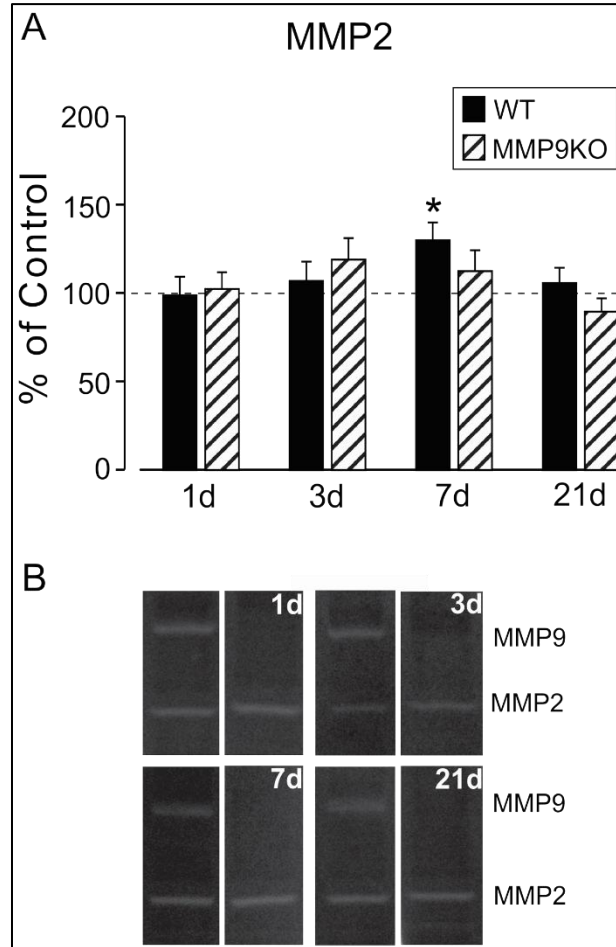 A
MMP2
WT
MMP9KO
% of Control
200
150
100
50
0
*
1d 3d 7d 21d
B
1d 3d
MMP9
MMP2
7d 21d
MMP9
MMP2